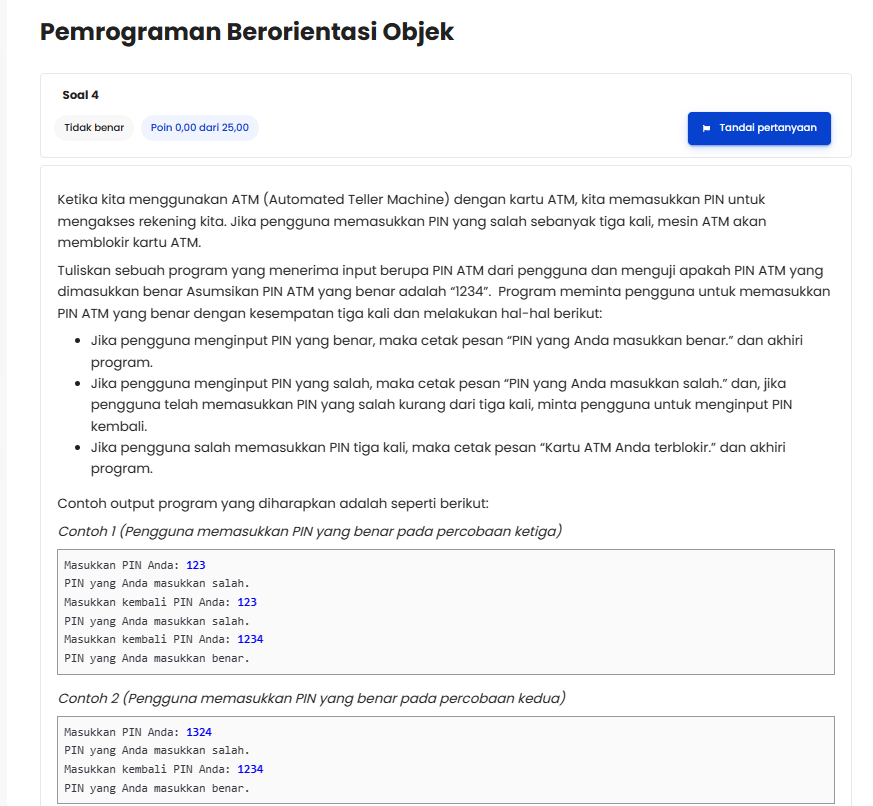 Pemrograman Berorientasi Objek
Soal 4
Tidak benar
Poin 0,00 dari 25,00
Tandai pertanyaan
Ketika kita menggunakan ATM (Automated Teller Machine) dengan kartu ATM, kita memasukkan PIN untuk
mengakses rekening kita. Jika pengguna memasukkan PIN yang salah sebanyak tiga kali, mesin ATM akan
memblokir kartu ATM.
Tuliskan sebuah program yang menerima input berupa PIN ATM dari pengguna dan menguji apakah PIN ATM yang
dimasukkan benar Asumsikan PIN ATM yang benar adalah “1234”. Program meminta pengguna untuk memasukkan
PIN ATM yang benar dengan kesempatan tiga kali dan melakukan hal-hal berikut:
• Jika pengguna menginput PIN yang benar, maka cetak pesan “PIN yang Anda masukkan benar.” dan akhiri
program.
• Jika pengguna menginput PIN yang salah, maka cetak pesan “PIN yang Anda masukkan salah.” dan, jika
pengguna telah memasukkan PIN yang salah kurang dari tiga kali, minta pengguna untuk menginput PIN
kembali.
• Jika pengguna salah memasukkan PIN tiga kali, maka cetak pesan “Kartu ATM Anda terblokir.” dan akhiri
program.
Contoh output program yang diharapkan adalah seperti berikut:
Contoh 1 (Pengguna memasukkan PIN yang benar pada percobaan ketiga)
Masukkan PIN Anda: 123
PIN yang Anda masukkan salah.
Masukkan kembali PIN Anda: 123
PIN yang Anda masukkan salah.
Masukkan kembali PIN Anda: 1234
PIN yang Anda masukkan benar.
Contoh 2 (Pengguna memasukkan PIN yang benar pada percobaan kedua)
Masukkan PIN Anda: 1324
PIN yang Anda masukkan salah.
Masukkan kembali PIN Anda: 1234
PIN yang Anda masukkan benar.